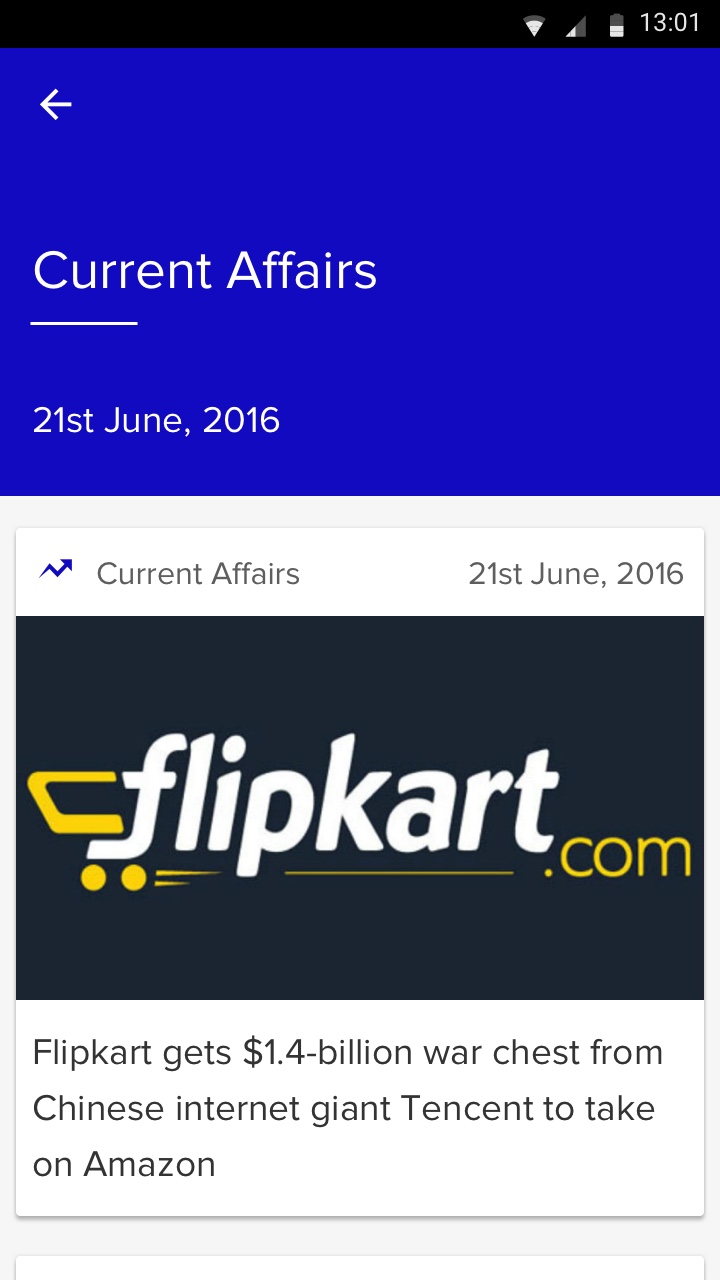 13:01
Current Affairs
21st June, 2016
Current Affairs 21st June, 2016
flipkart.com
Flipkart gets $1.4-billion war chest from
Chinese internet giant Tencent to take
on Amazon